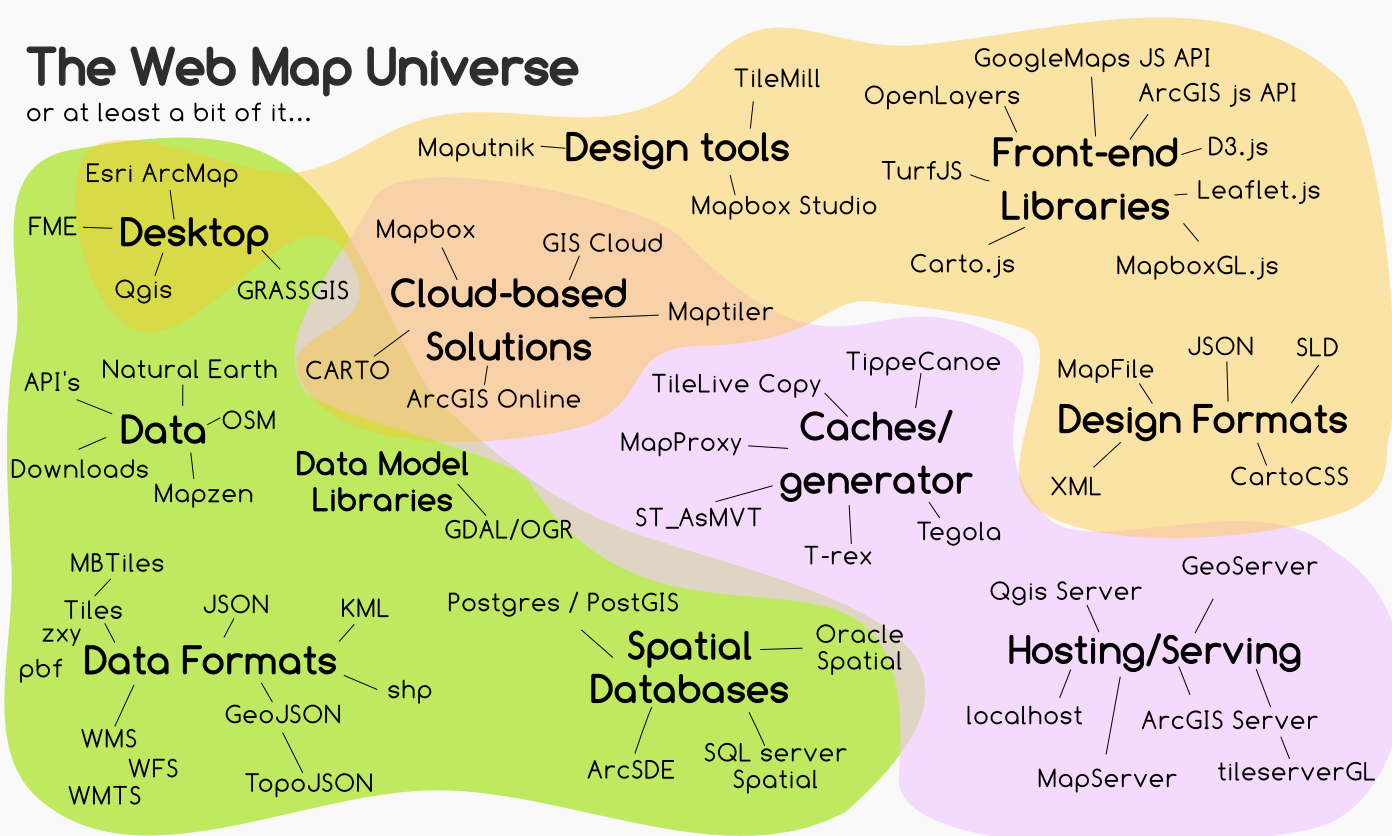 The Web Map Universe
or at least a bit of it...
TileMill
Maputnik
Design tools
Mapbox Studio
GoogleMaps JS API
OpenLayers
ArcGIS js API
Front-end
Libraries
D3.js
TurfJS
Leaflet.js
Carto.js
MapboxGL.js
Esri ArcMap
FME
Desktop
Qgis
GRASSGIS
Mapbox
GIS Cloud
Cloud-based
Solutions
Maptiler
CARTO
ArcGIS Online
MapFile
JSON
SLD
Design Formats
XML
CartoCSS
API's
Natural Earth
Data
OSM
Downloads
Mapzen
Data Model
Libraries
GDAL/OGR
TileLive Copy
TippeCanoe
Caches/
generator
MapProxy
ST_AsMVT
T-rex
Tegola
MBTiles
Tiles
zxy
pbf
JSON
KML
Data Formats
shp
GeoJSON
TopoJSON
WMS
WFS
WMTS
Postgres / PostGIS
Spatial
Databases
Oracle
Spatial
ArcSDE
SQL server
Spatial
GeoServer
Qgis Server
Hosting/Serving
localhost
ArcGIS Server
MapServer
tileserverGL